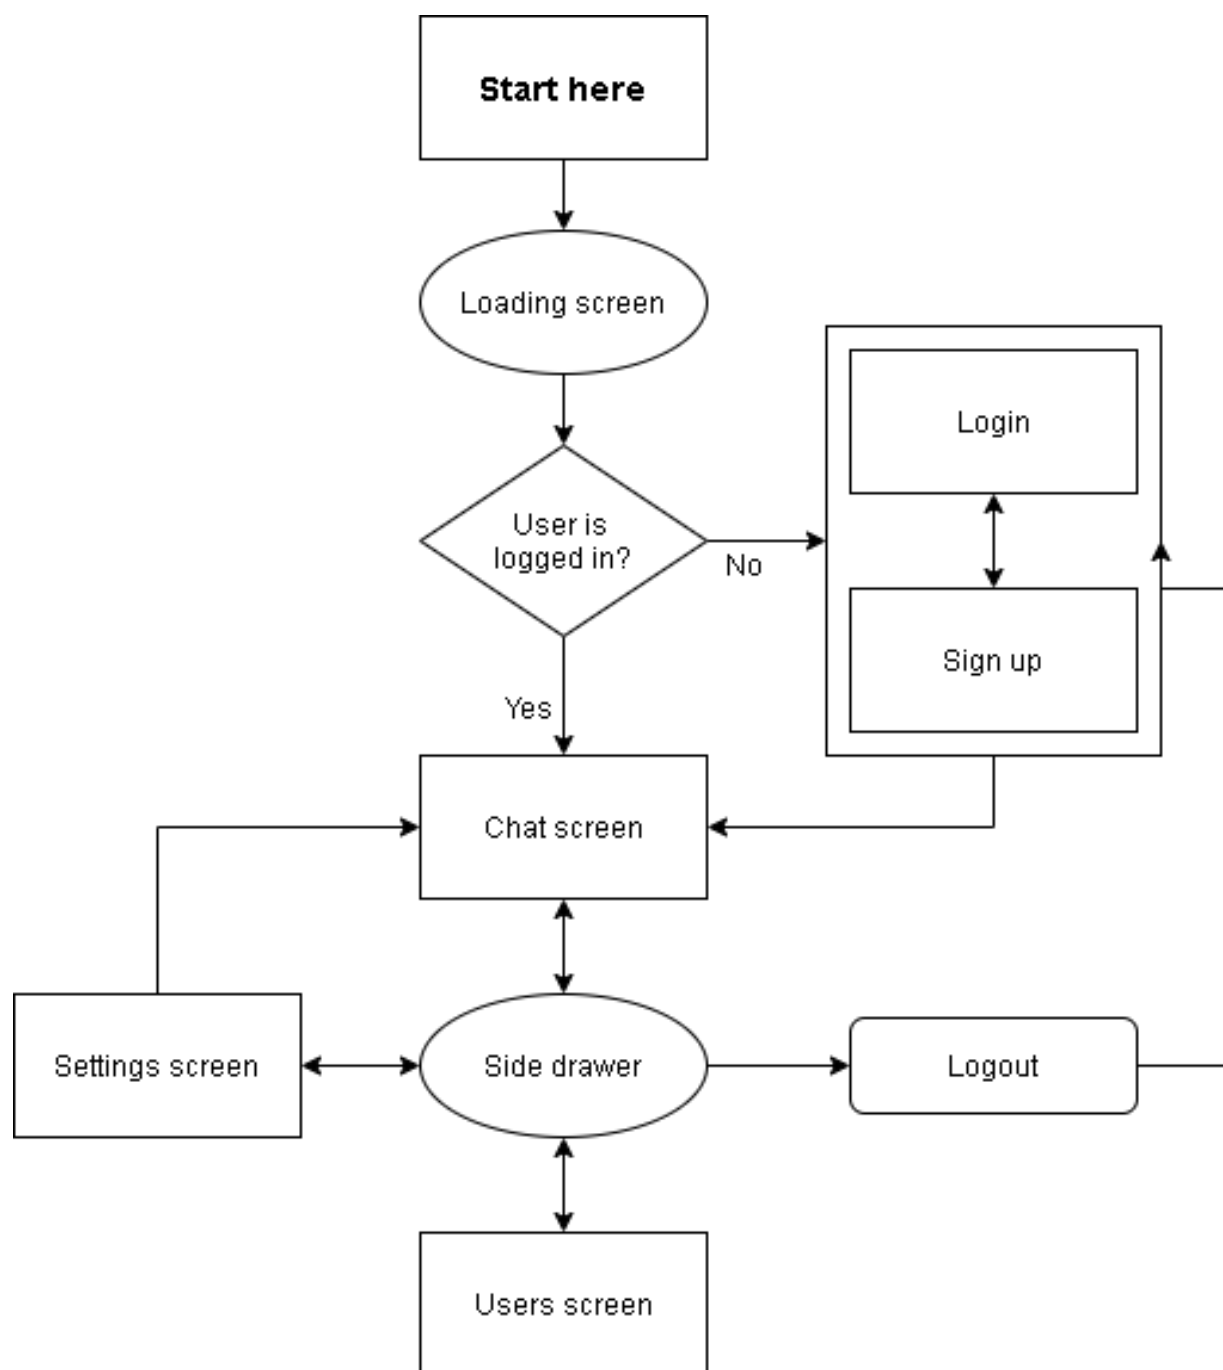 Start here
Loading screen
Login
User is
logged in?
No
Sign up
Yes
Chat screen
Settings screen
Side drawer
Logout
Users screen